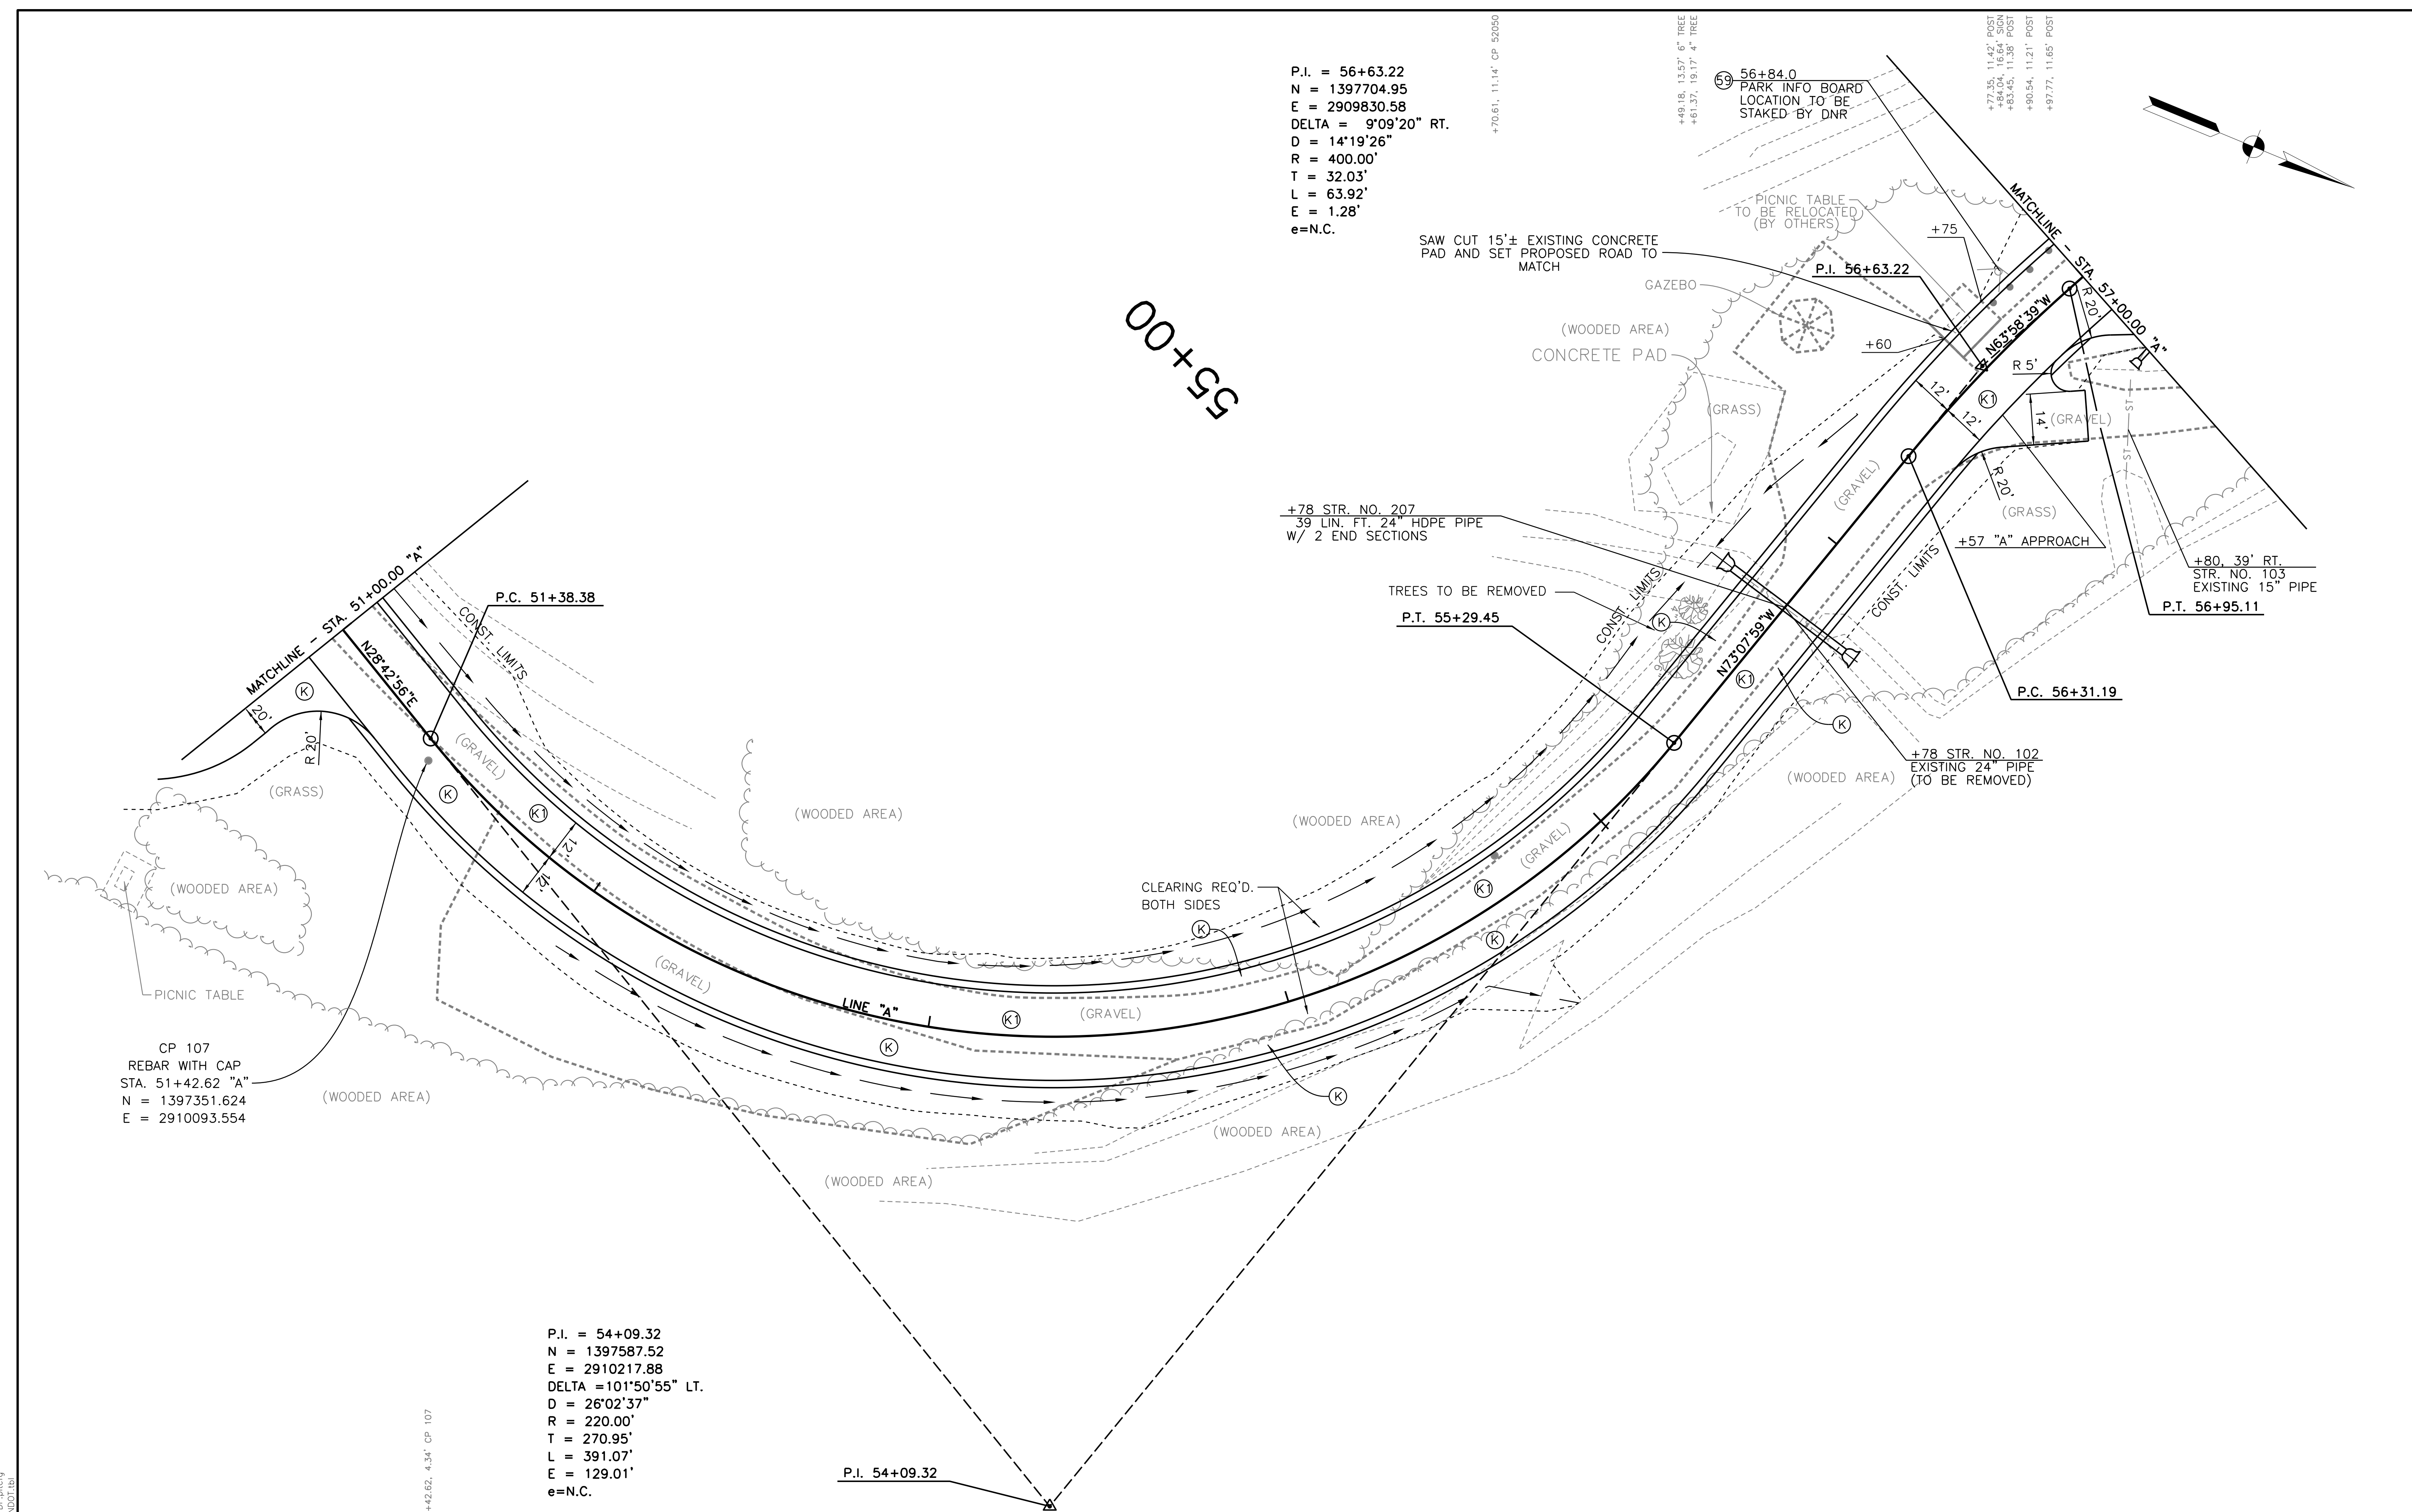 +70.61, 11.14' CP 52050
+49.18, 13.57' 6" TREE
+61.37, 19.17' 4" TREE
+77.35, 11.42' POST
+84.04, 16.64' SIGN
+83.45, 11.38' POST
+90.54, 11.21' POST
+97.77, 11.65' POST
P.I. = 56+63.22
N = 1397704.95
E = 2909830.58
DELTA = 9°09'20" RT.
D = 14°19'26"
R = 400.00'
T = 32.03'
L = 63.92'
E = 1.28'
e=N.C.
59
56+84.0
PARK INFO BOARD
LOCATION TO BE
STAKED BY DNR
PICNIC TABLE
TO BE RELOCATED
(BY OTHERS)
+75
MATCHLINE - STA. 57+00.00 "A"
SAW CUT 15'± EXISTING CONCRETE
PAD AND SET PROPOSED ROAD TO
MATCH
P.I. 56+63.22
GAZEBO
N63°58'39"W
R 20'
(WOODED AREA)
CONCRETE PAD
+60
R 5'
12'
12'
K1
14'
(GRAVEL)
ST
ST
(GRASS)
55+00
(GRAVEL)
R 20'
(GRASS)
+78 STR. NO. 207
39 LIN. FT. 24" HDPE PIPE
W/ 2 END SECTIONS
+57 "A" APPROACH
+80, 39' RT.
STR. NO. 103
EXISTING 15" PIPE
P.T. 56+95.11
CONST. LIMITS
CONST. LIMITS
TREES TO BE REMOVED
K
P.T. 55+29.45
N73°07'59"W
K1
P.C. 56+31.19
K
+78 STR. NO. 102
EXISTING 24" PIPE
(TO BE REMOVED)
(WOODED AREA)
MATCHLINE - STA. 51+00.00 "A"
P.C. 51+38.38
CONST. LIMITS
N28°42'56"E
K
20'
R 20'
(GRAVEL)
(GRASS)
K
K1
(WOODED AREA)
(WOODED AREA)
12'
12'
(GRAVEL)
(WOODED AREA)
CLEARING REQ'D.
BOTH SIDES
K1
K
K
(GRAVEL)
PICNIC TABLE
LINE "A"
K1
(GRAVEL)
K
CP 107
REBAR WITH CAP
STA. 51+42.62 "A"
N = 1397351.624
E = 2910093.554
(WOODED AREA)
K
(WOODED AREA)
(WOODED AREA)
P.I. = 54+09.32
N = 1397587.52
E = 2910217.88
DELTA =101°50'55" LT.
D = 26°02'37"
R = 220.00'
T = 270.95'
L = 391.07'
E = 129.01'
e=N.C.
+42.62, 4.34' CP 107
P.I. 54+09.32